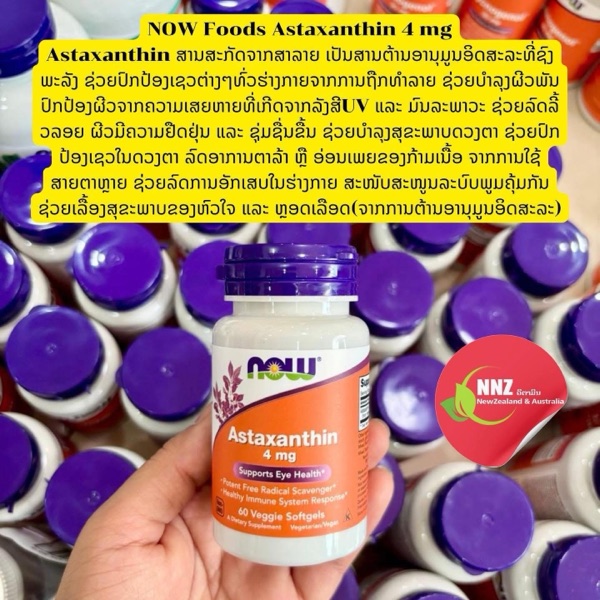 NOW Foods Astaxanthin 4 mg
Astaxanthin ສານສະກັດຈາກສາລາຍ ເປັນສານຕ້ານອານຸມູນອິດສະລະທີ່ຊົງ
ພະລັງ ຊ່ວຍປົກປ້ອງເຊວຕ່າງໆທົ່ວຮ່າງກາຍຈາກການຖືກທຳລາຍ ຊ່ວຍບຳລຸງຜິວພັນ
ປົກປ້ອງຜິວຈາກຄວາມເສຍຫາຍທີ່ເກີດຈາກລັງສີUV ແລະ ມົນລະພາວະ ຊ່ວຍລົດລິ້
ວລອຍ ຜິວມີຄວາມຢືດຢຸ່ນ ແລະ ຊຸ່ມຊື່ນຂື້ນ ຊ່ວຍບຳລຸງສຸຂະພາບດວງຕາ ຊ່ວຍປົກ
ປ້ອງເຊວໃນດວງຕາ ລົດອາການຕາລ້າ ຫຼື ອ່ອນເພຍຂອງກ້າມເນື້ອ ຈາກການໃຊ້
ສາຍຕາຫຼາຍ ຊ່ວຍລົດການອັກເສບໃນຮ່າງກາຍ ສະໜັບສະໜູນລະບົບພູມຄຸ້ມກັນ
ຊ່ວຍເລື້ອງສຸຂະພາບຂອງຫົວໃຈ ແລະ ຫຼອດເລືອດ(ຈາກການຕ້ານອານຸມູນອິດສະລະ)
now
Astaxanthin
4 mg
Supports Eye Health*
Potent Free Radical Scavenger*
Healthy Immune System Response*
60 Veggie Softgels
A Dietary Supplement Vegetarian/Vegan
NNZ ວິຕາມິນ
NewZealand & Australia